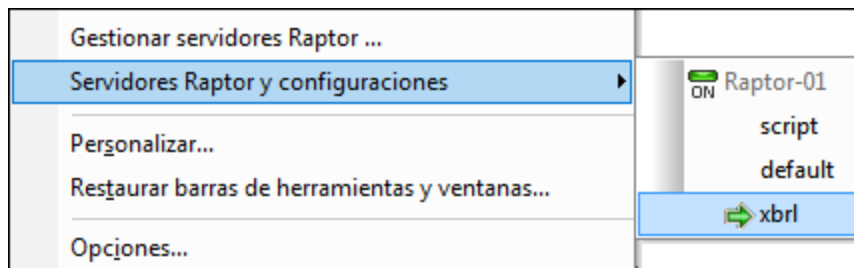 Gestionar servidores Raptor ...
Servidores Raptor y configuraciones
Personalizar...
Restaurar barras de herramientas y ventanas...
Opciones...
ON Raptor-01
script
default
xbrl